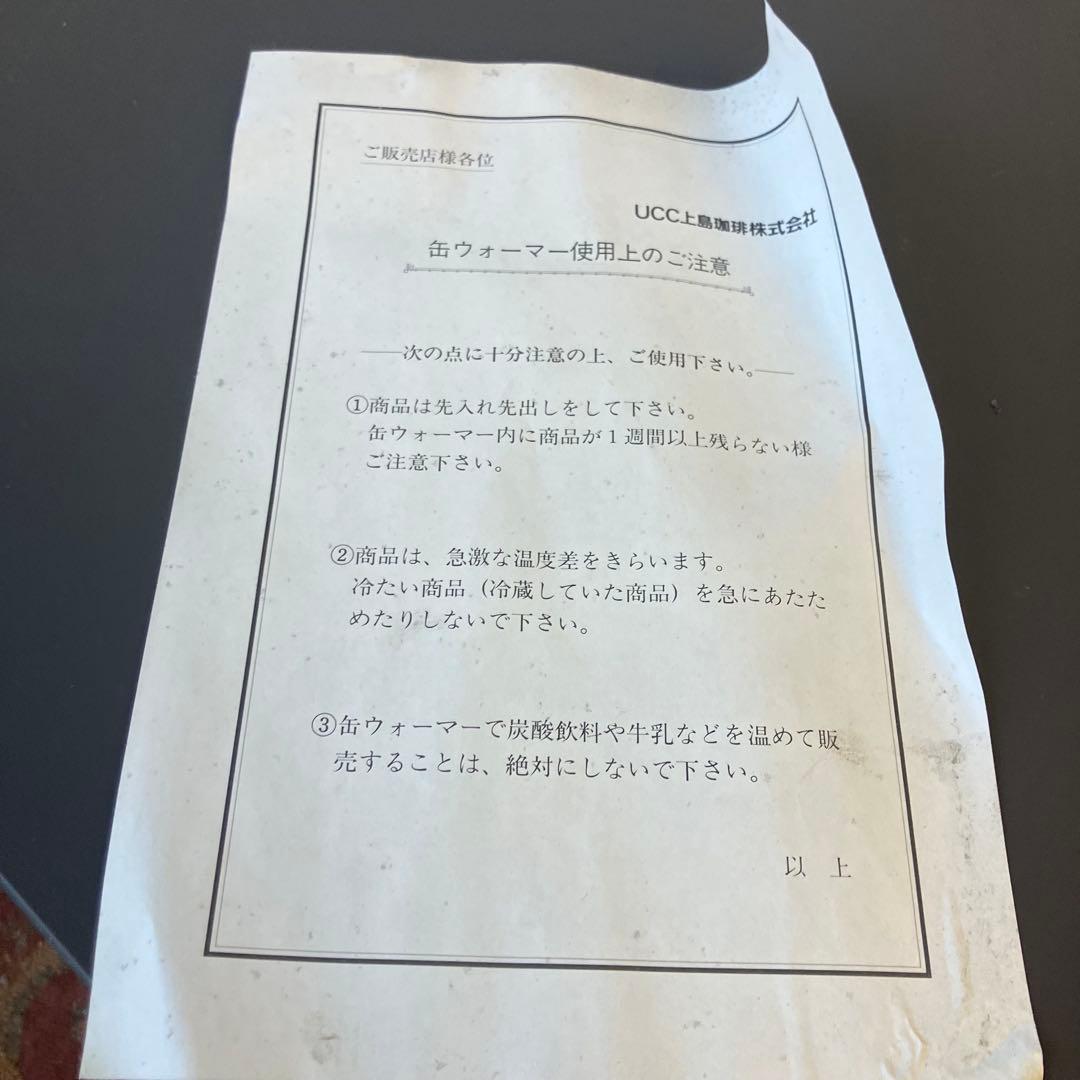 ご販売店様各位
UCC上島珈琲株式会社
缶ウォーマー使用上のご注意
──次の点に十分注意の上、ご使用下さい。──
①商品は先入れ先出しをして下さい。
缶ウォーマー内に商品が1週間以上残らない様
ご注意下さい。
②商品は、急激な温度差をきらいます。
冷たい商品（冷蔵していた商品）を急にあたた
めたりしないで下さい。
③缶ウォーマーで炭酸飲料や牛乳などを温めて販
売することは、絶対にしないで下さい。
以 上